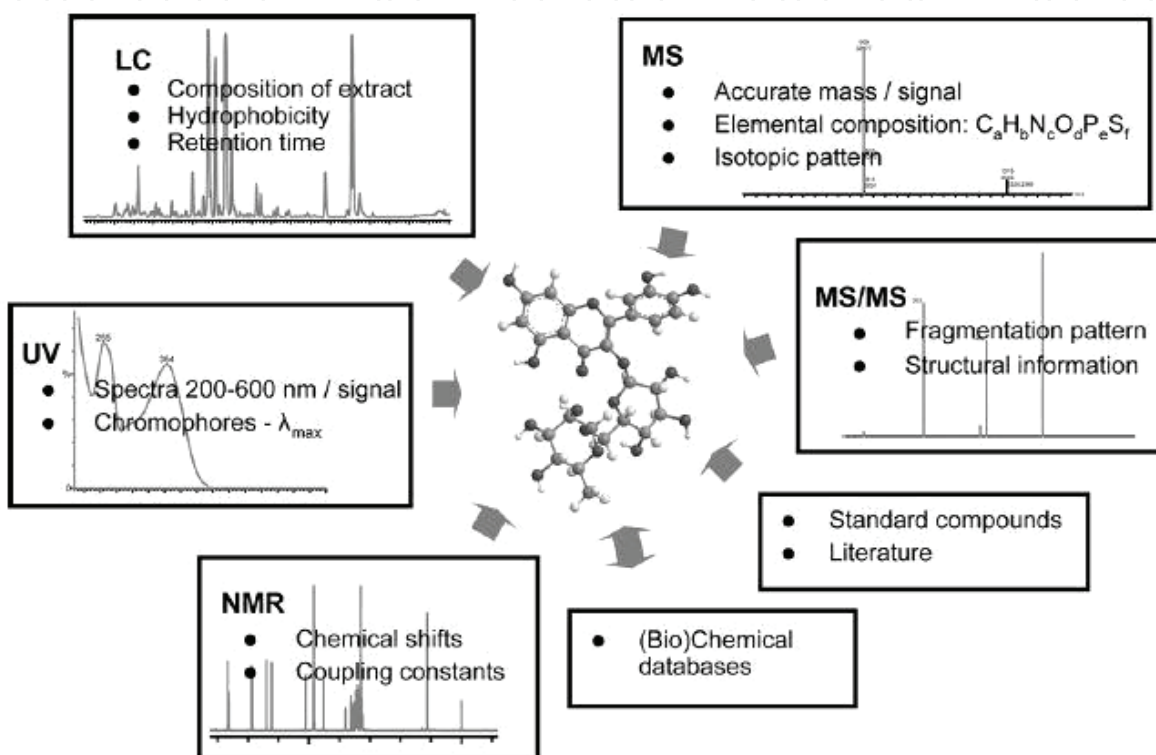 LC
● Composition of extract
● Hydrophobicity
● Retention time
MS
● Accurate mass / signal
● Elemental composition: CₐHbNcOdPeSf
● Isotopic pattern
MS/MS
● Fragmentation pattern
● Structural information
UV
● Spectra 200-600 nm / signal
● Chromophores - λmax
● Standard compounds
● Literature
NMR
● Chemical shifts
● Coupling constants
● (Bio)Chemical
databases